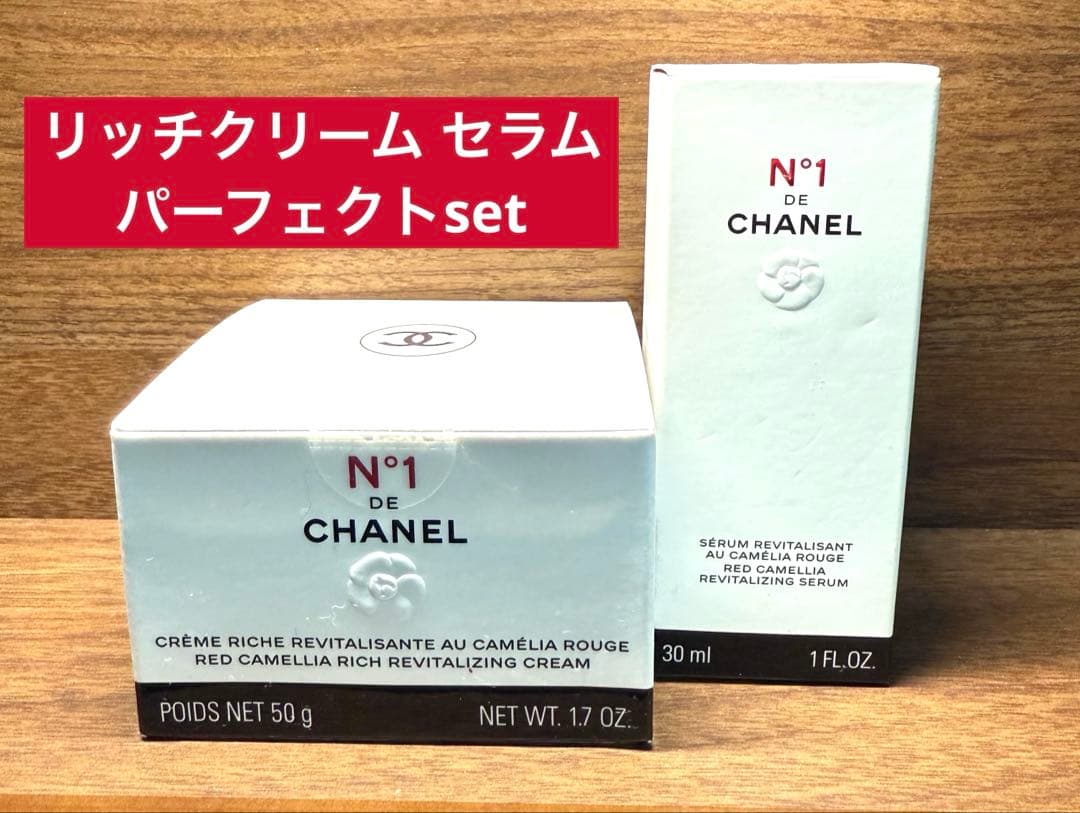 リッチクリーム セラム
パーフェクトset
N°1
DE
CHANEL
SÉRUM REVITALISANT
AU CAMÉLIA ROUGE
RED CAMELLIA
REVITALIZING SERUM
30 ml 1 FL.OZ.
N°1
DE
CHANEL
CRÈME RICHE REVITALISANTE AU CAMÉLIA ROUGE
RED CAMELLIA RICH REVITALIZING CREAM
POIDS NET 50 g NET WT. 1.7 OZ.